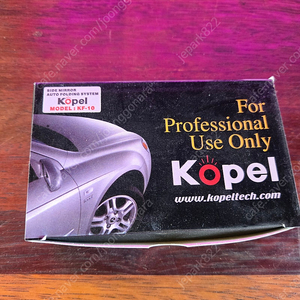 SIDE MIRROR
AUTO FOLDING SYSTEM
Kopel
MODEL : KF-10
For
Professional
Use Only
Kopel
www.kopeltech.com